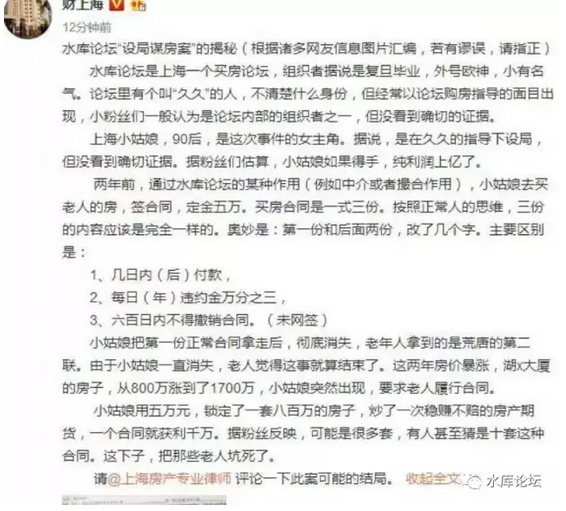 财上海
12分钟前
水库论坛“设局谋房案”的揭秘（根据诸多网友信息图片汇编，若有谬误，请指正）
水库论坛是上海一个买房论坛，组织者据说是复旦毕业，外号欧神，小有名
气。论坛里有个叫“久久”的人，不清楚什么身份，但经常以论坛购房指导的面目出
现，小粉丝们一般认为是论坛内部的组织者之一，但没看到确切的证据。
上海小姑娘，90后，是这次事件的女主角。据说，是在久久的指导下设局，
但没看到确切证据。据粉丝们估算，小姑娘如果得手，纯利润上亿了。
两年前，通过水库论坛的某种作用（例如中介或者撮合作用），小姑娘去买
老人的房，签合同，定金五万。买房合同是一式三份。按照正常人的思维，三份
的内容应该是完全一样的。奥妙是：第一份和后面两份，改了几个字。主要区别
是：
1、几日内（后）付款，
2、每日（年）违约金万分之三，
3、六百日内不得撤销合同。（未网签）
小姑娘把第一份正常合同拿走后，彻底消失，老年人拿到的是荒唐的第二
联。由于小姑娘一直消失，老人觉得这事就算结束了。这两年房价暴涨，湖x大厦
的房子，从800万涨到了1700万，小姑娘突然出现，要求老人履行合同。
小姑娘用五万元，锁定了一套八百万的房子，炒了一次稳赚不赔的房产期
货，一个合同就获利千万。据粉丝反映，可能是很多套，有人甚至猜是十套这种
合同。这下子，把那些老人坑死了。
请@上海房产专业律师 评论一下此案可能的结局。 收起全文
水库论坛